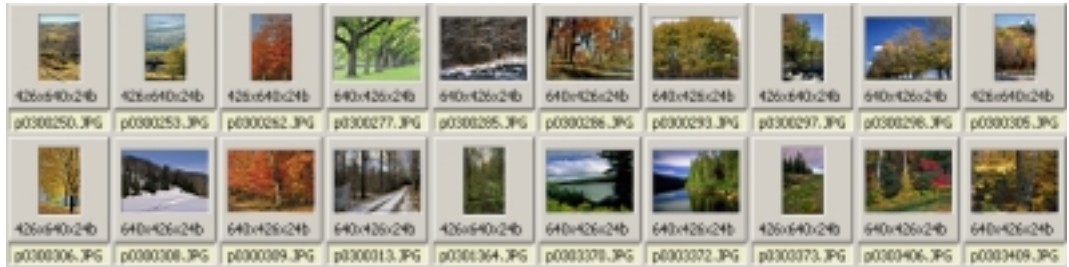 426x640x24b 426x640x24b 426x640x24b 640x426x24b 640x426x24b 640x426x24b 640x426x24b 426x640x24b 640x426x24b 426x640x24b
p0300250.JPG p0300253.JPG p0300262.JPG p0300277.JPG p0300285.JPG p0300286.JPG p0300293.JPG p0300297.JPG p0300298.JPG p0300305.JPG
426x640x24b 640x426x24b 640x426x24b 640x426x24b 426x640x24b 640x426x24b 640x426x24b 426x640x24b 640x426x24b 640x426x24b
p0300306.JPG p0300308.JPG p0300309.JPG p0300313.JPG p0301364.JPG p0303370.JPG p0303372.JPG p0303373.JPG p0303406.JPG p0303409.JPG